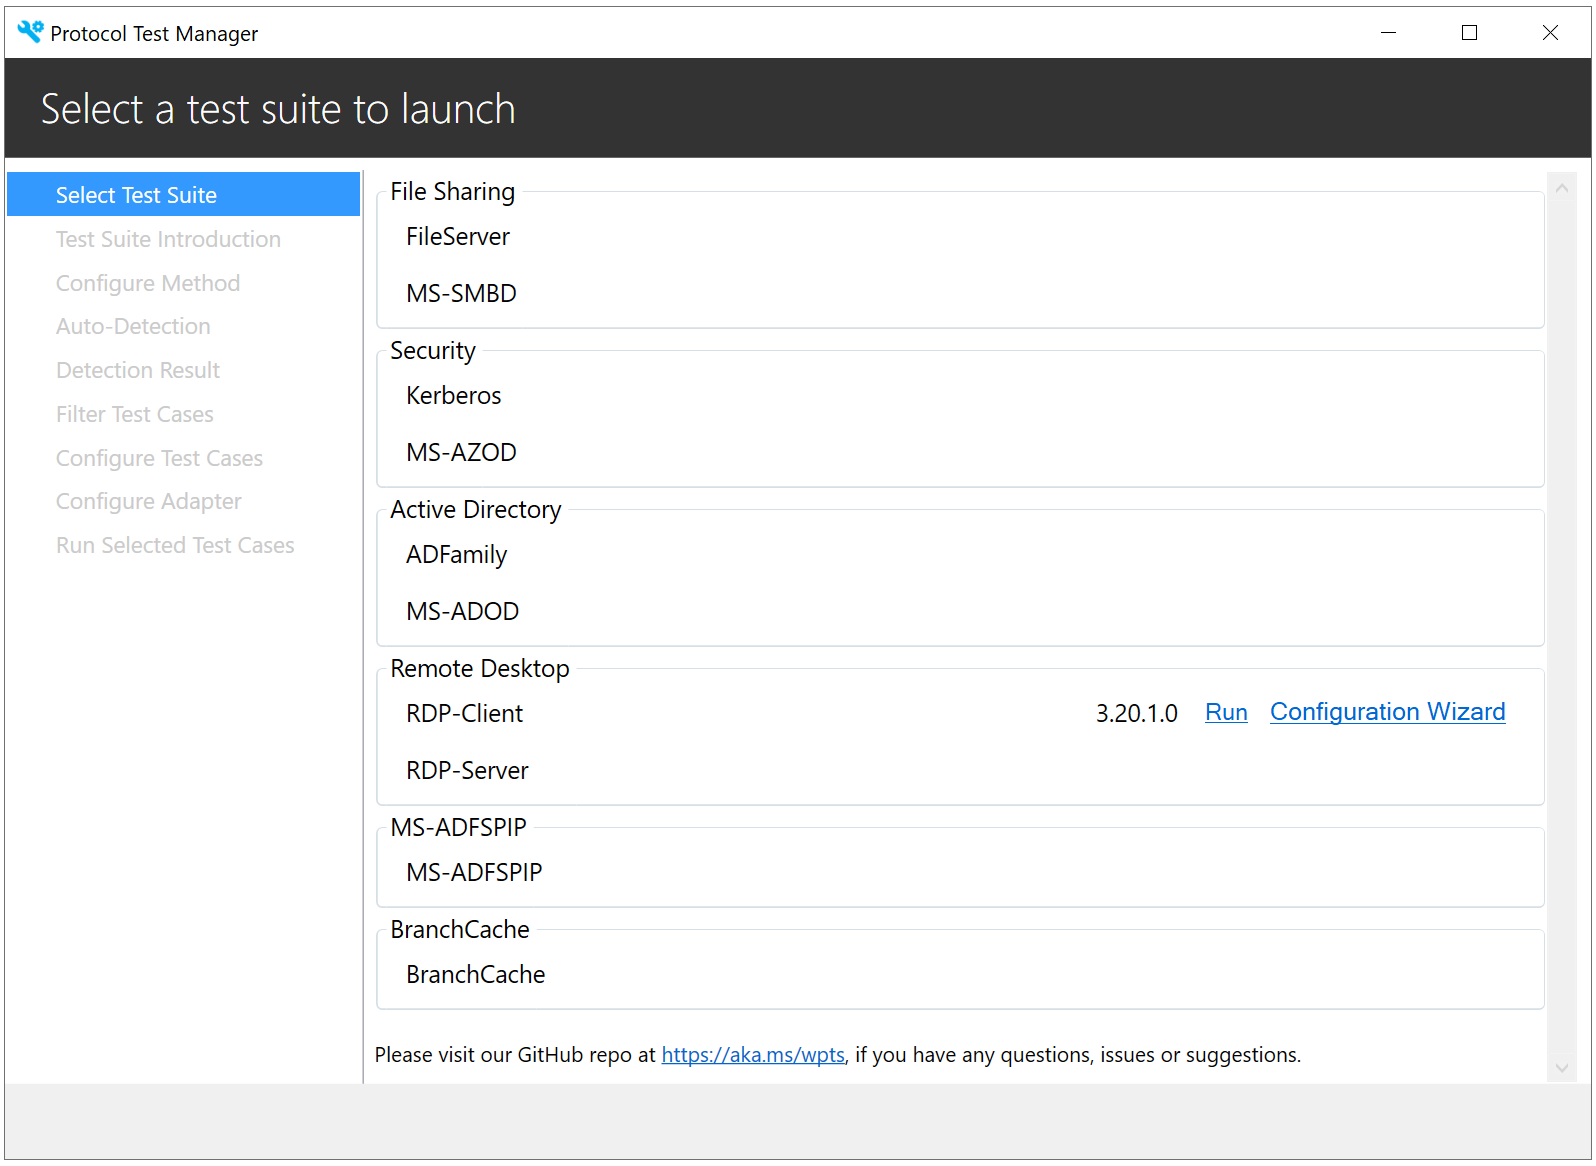 Protocol Test Manager
Select a test suite to launch
Select Test Suite
Test Suite Introduction
Configure Method
Auto-Detection
Detection Result
Filter Test Cases
Configure Test Cases
Configure Adapter
Run Selected Test Cases
File Sharing
FileServer
MS-SMBD
Security
Kerberos
MS-AZOD
Active Directory
ADFamily
MS-ADOD
Remote Desktop
RDP-Client 3.20.1.0 Run Configuration Wizard
RDP-Server
MS-ADFSPIP
MS-ADFSPIP
BranchCache
BranchCache
Please visit our GitHub repo at https://aka.ms/wpts, if you have any questions, issues or suggestions.